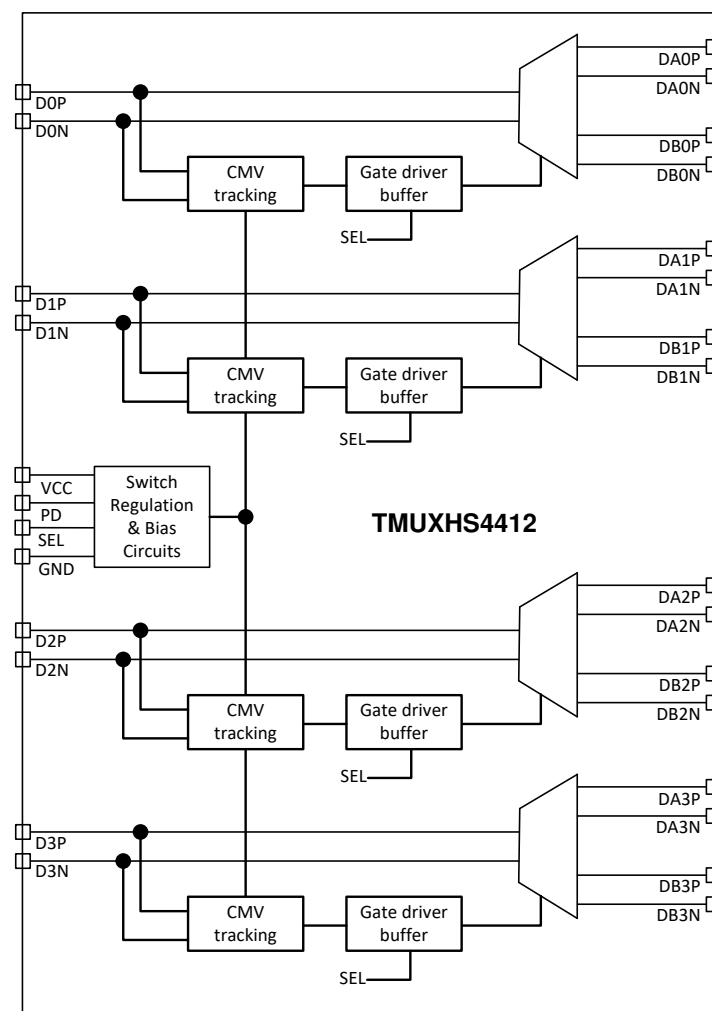 DA0P
D0P
DA0N
D0N
DB0P
CMV
tracking
Gate driver
buffer
DB0N
SEL
DA1P
D1P
DA1N
D1N
DB1P
CMV
tracking
Gate driver
buffer
DB1N
SEL
VCC
PD
SEL
GND
Switch
Regulation
& Bias
Circuits
TMUXHS4412
DA2P
D2P
DA2N
D2N
DB2P
CMV
tracking
Gate driver
buffer
DB2N
SEL
DA3P
D3P
DA3N
D3N
DB3P
CMV
tracking
Gate driver
buffer
DB3N
SEL